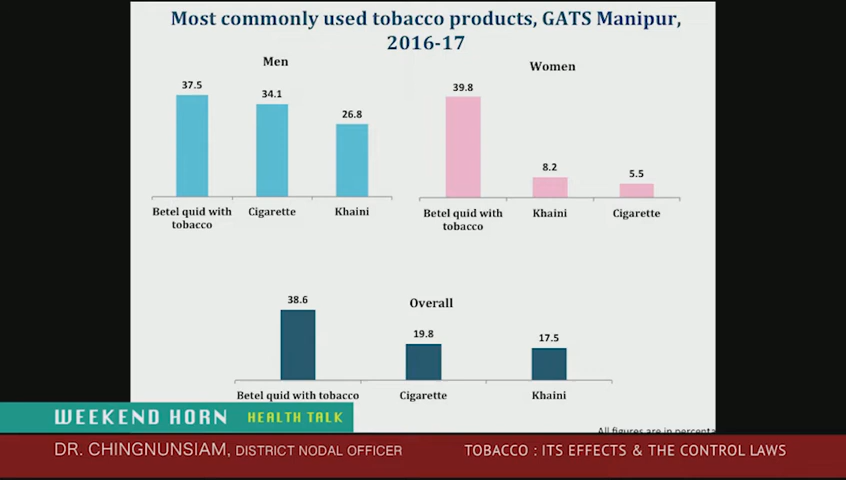 Most commonly used tobacco products, GATS Manipur,
2016-17
Men
37.5
34.1
26.8
Betel quid with
tobacco
Cigarette
Khaini
Women
39.8
8.2
5.5
Betel quid with
tobacco
Khaini
Cigarette
Overall
38.6
19.8
17.5
Betel quid with tobacco
Cigarette
Khaini
All figures are in
WEEKEND HORN HEALTH TALK
DR. CHINGNUNSIAM, DISTRICT NODAL OFFICER
TOBACCO : ITS EFFECTS & THE CONTROL LAWS